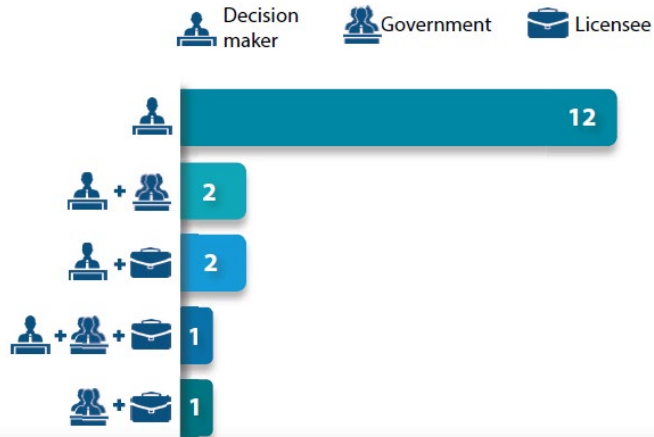 Decision
maker
Government
Licensee
12
+
2
+
2
+ +
1
+
1